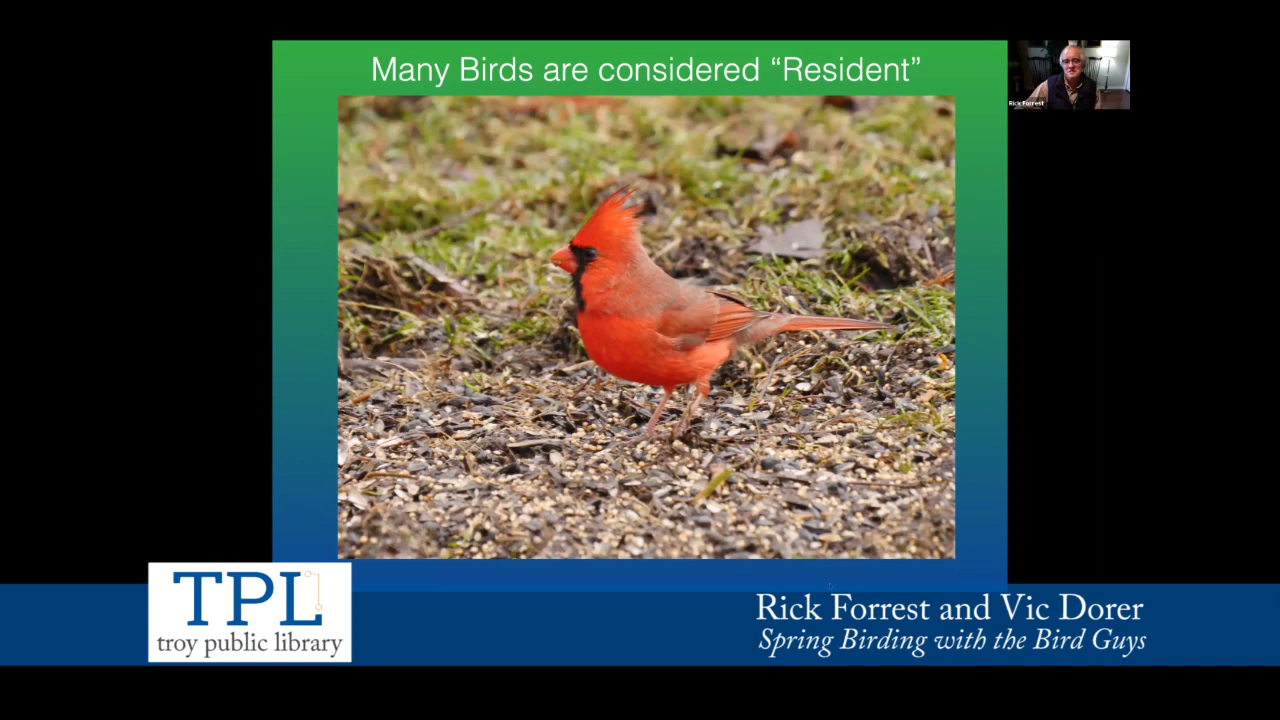 Many Birds are considered “Resident”
Rick Forrest
TPL
troy public library
Rick Forrest and Vic Dorer
Spring Birding with the Bird Guys